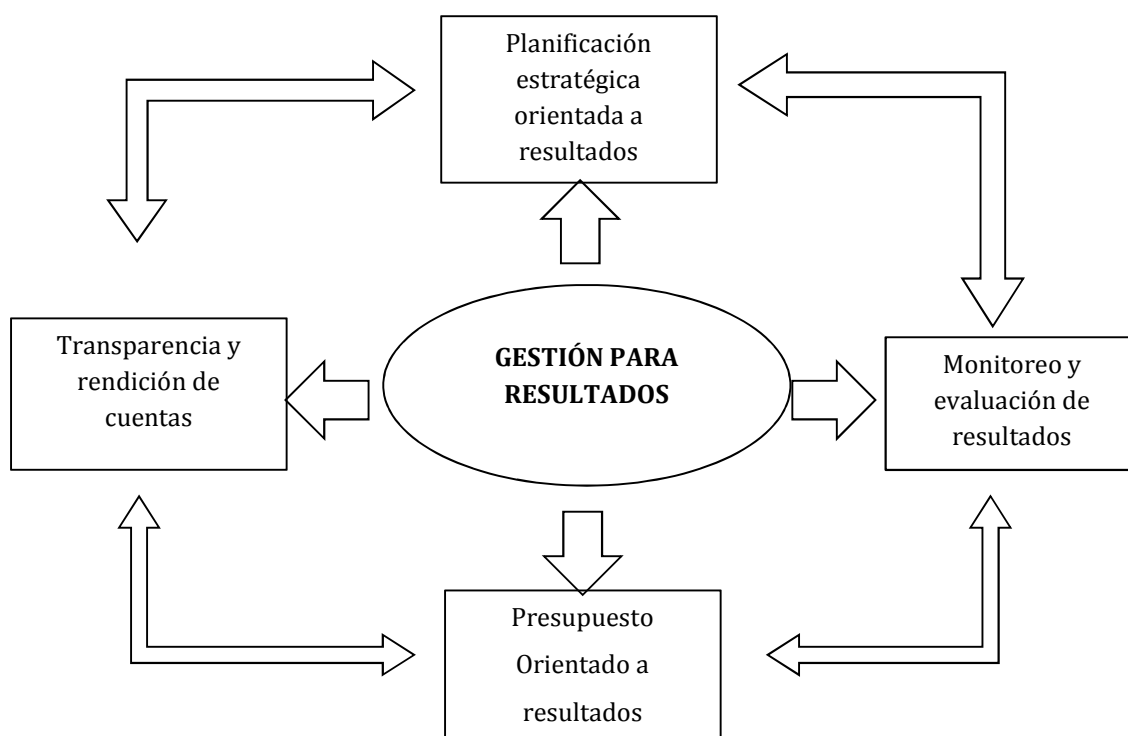 Planificación
estratégica
orientada a
resultados
Transparencia y
rendición de
cuentas
GESTIÓN PARA
RESULTADOS
Monitoreo y
evaluación de
resultados
Presupuesto
Orientado a
resultados